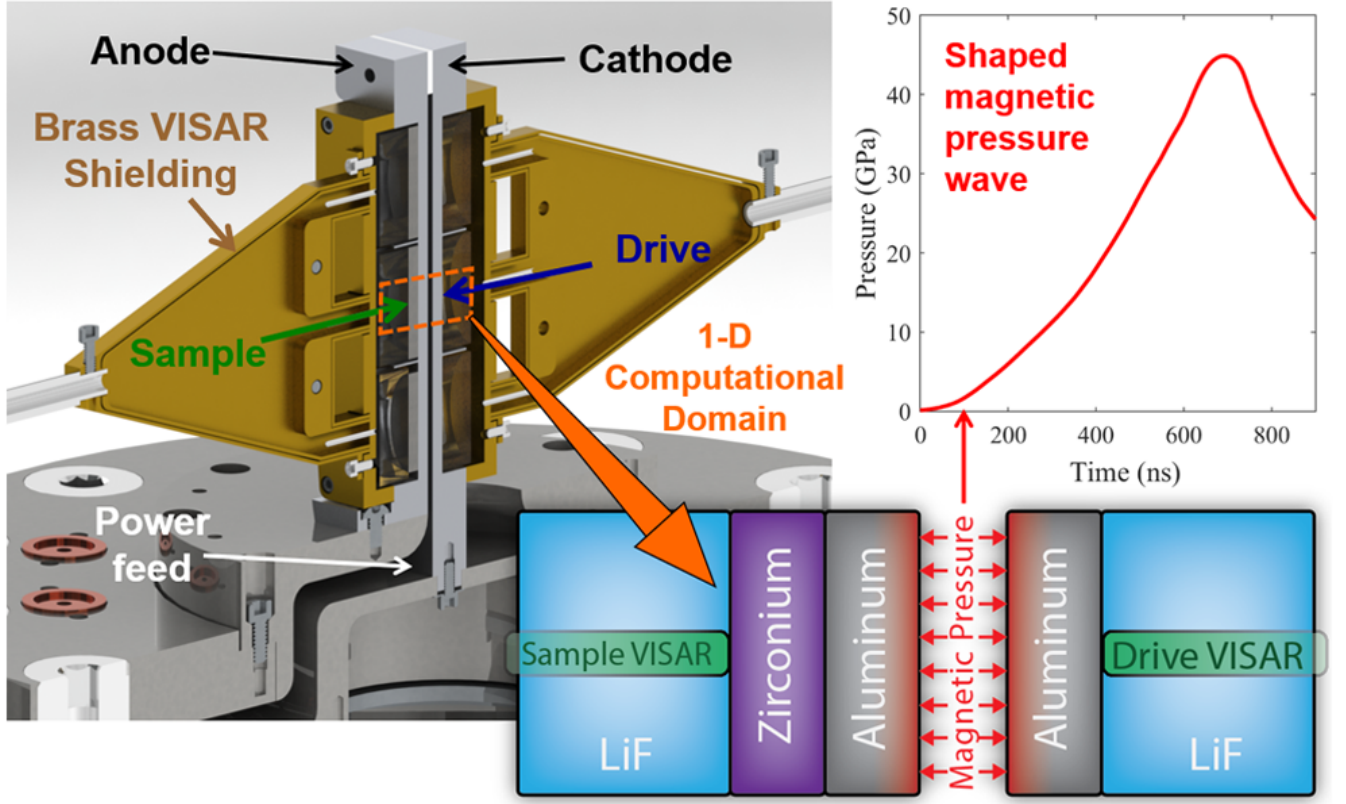 Anode
Cathode
Brass VISAR
Shielding
Drive
Sample
1-D
Computational
Domain
Power
feed
Shaped
magnetic
pressure
wave
Pressure (GPa)
50
40
30
20
10
0
0
200
400
600
800
Time (ns)
Sample VISAR
LiF
Zirconium
Aluminum
Magnetic Pressure
Aluminum
Drive VISAR
LiF